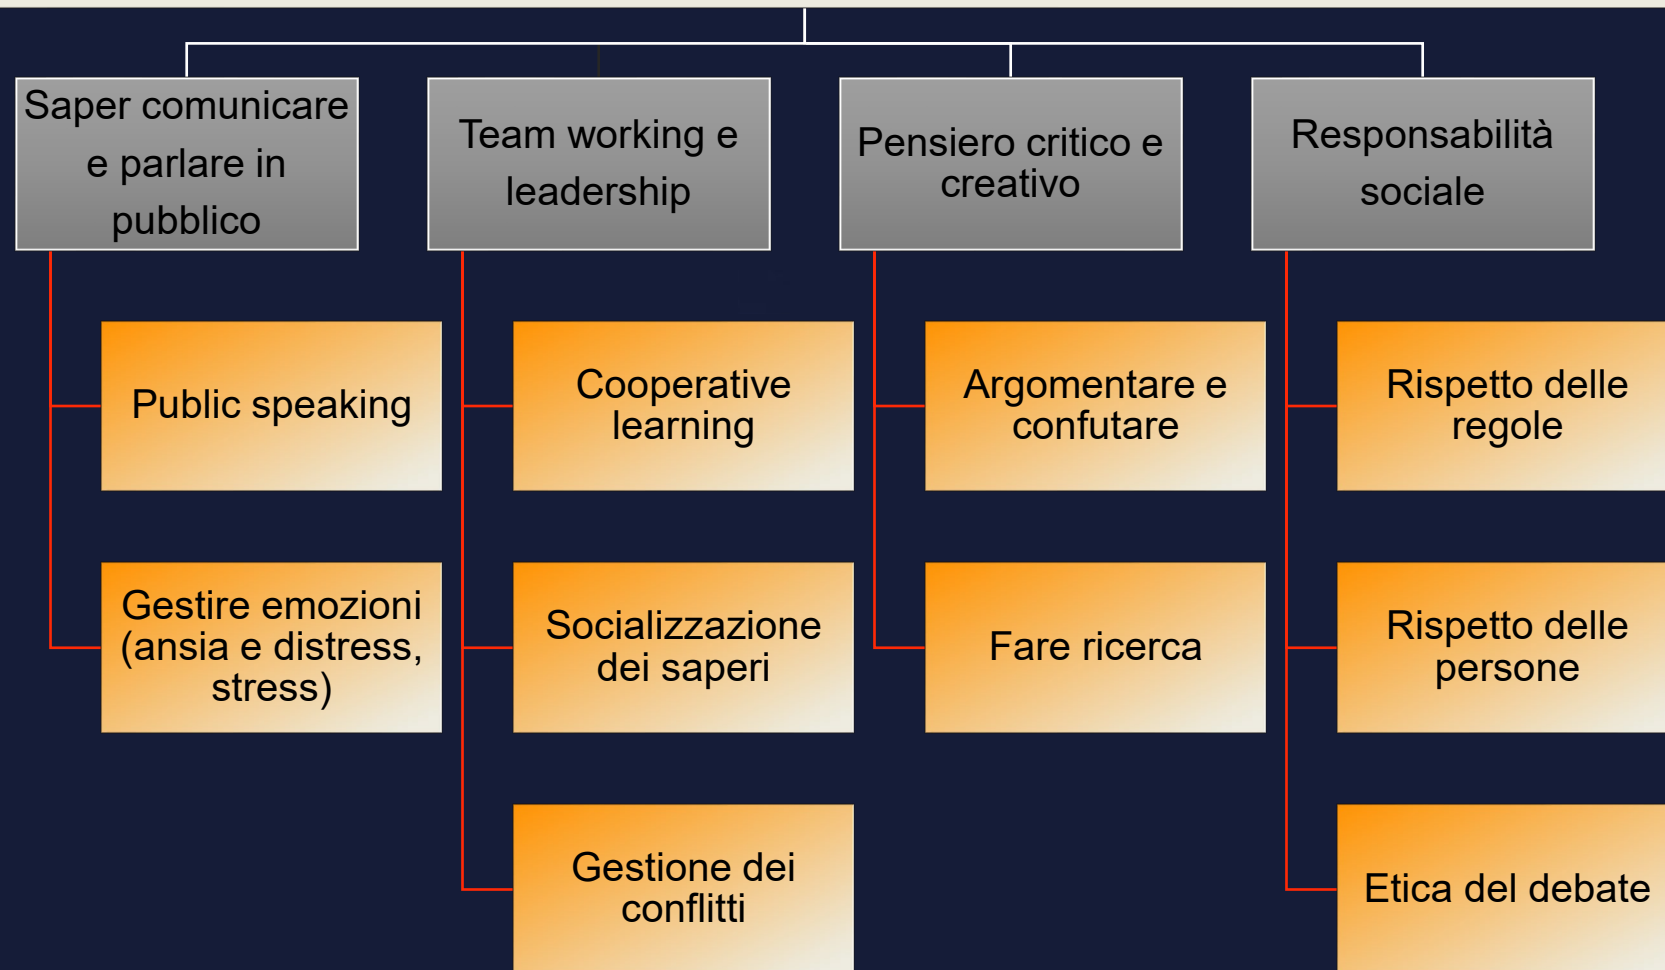 Saper comunicare
e parlare in
pubblico
Team working e
leadership
Pensiero critico e
creativo
Responsabilità
sociale
Public speaking
Cooperative
learning
Argomentare e
confutare
Rispetto delle
regole
Gestire emozioni
(ansia e distress,
stress)
Socializzazione
dei saperi
Fare ricerca
Rispetto delle
persone
Gestione dei
conflitti
Etica del debate